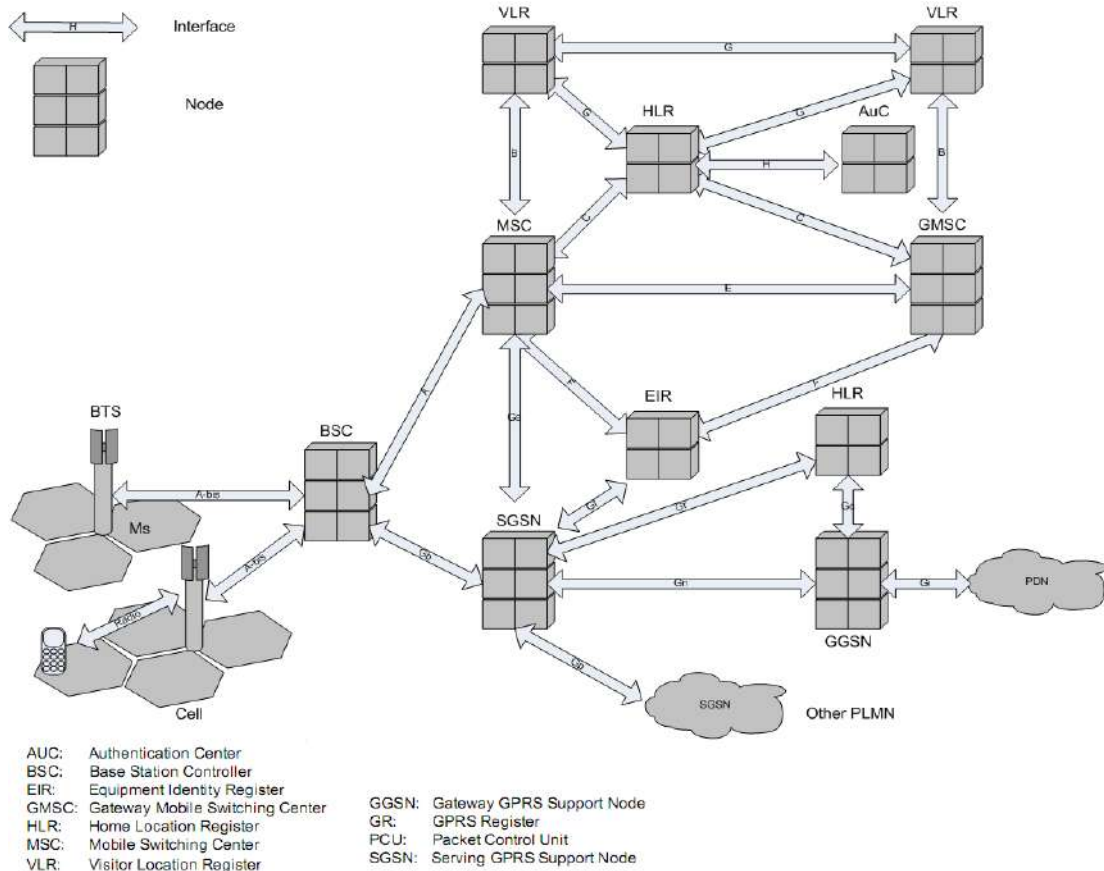 H
Interface
VLR
VLR
G
Node
HLR
AuC
G
G
B
H
B
MSC
C
C
GMSC
E
A
F
F
Gs
EIR
HLR
BTS
BSC
A-bis
Ms
SGSN
Gf
Gc
A-bis
Gb
Gn
Gi
PDN
Radio
GGSN
Gp
SGSN
Other PLMN
Cell
AUC: Authentication Center
BSC: Base Station Controller
EIR: Equipment Identity Register
GMSC: Gateway Mobile Switching Center
HLR: Home Location Register
MSC: Mobile Switching Center
VLR: Visitor Location Register
GGSN: Gateway GPRS Support Node
GR: GPRS Register
PCU: Packet Control Unit
SGSN: Serving GPRS Support Node